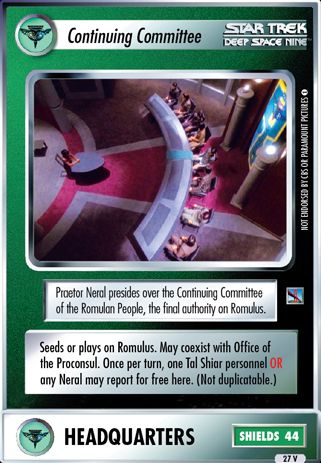 Continuing Committee
STAR TREK
DEEP SPACE NINE
NOT ENDORSED BY CBS OR PARAMOUNT PICTURES
Praetor Neral presides over the Continuing Committee
of the Romulan People, the final authority on Romulus.
Seeds or plays on Romulus. May coexist with Office of
the Proconsul. Once per turn, one Tal Shiar personnel OR
any Neral may report for free here. (Not duplicatable.)
HEADQUARTERS
SHIELDS 44
27 V